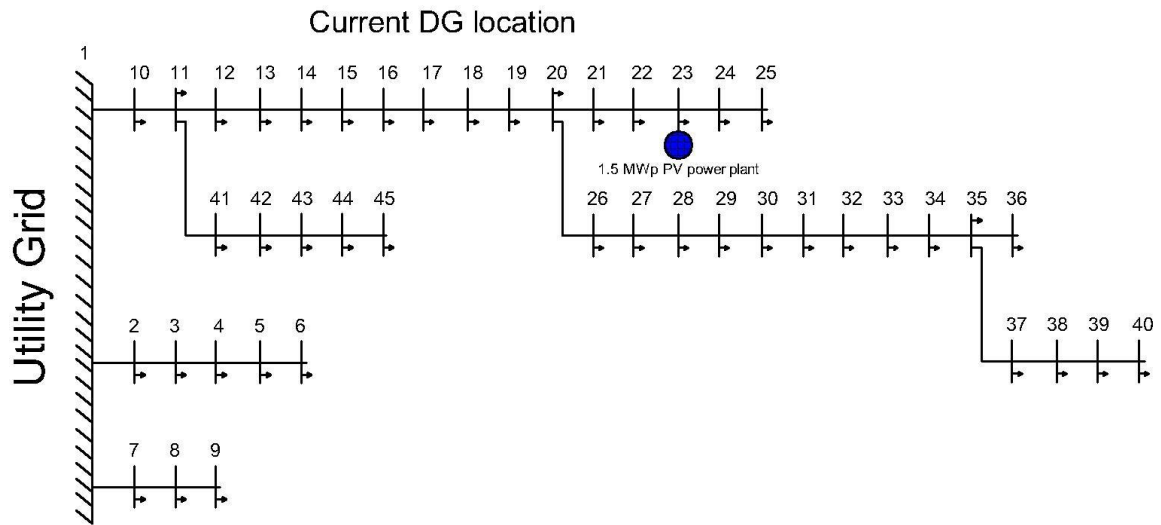 Current DG location
1
10 11 12 13 14 15 16 17 18 19 20 21 22 23 24 25
1.5 MWp PV power plant
41 42 43 44 45
26 27 28 29 30 31 32 33 34 35 36
Utility Grid
2 3 4 5 6
37 38 39 40
7 8 9